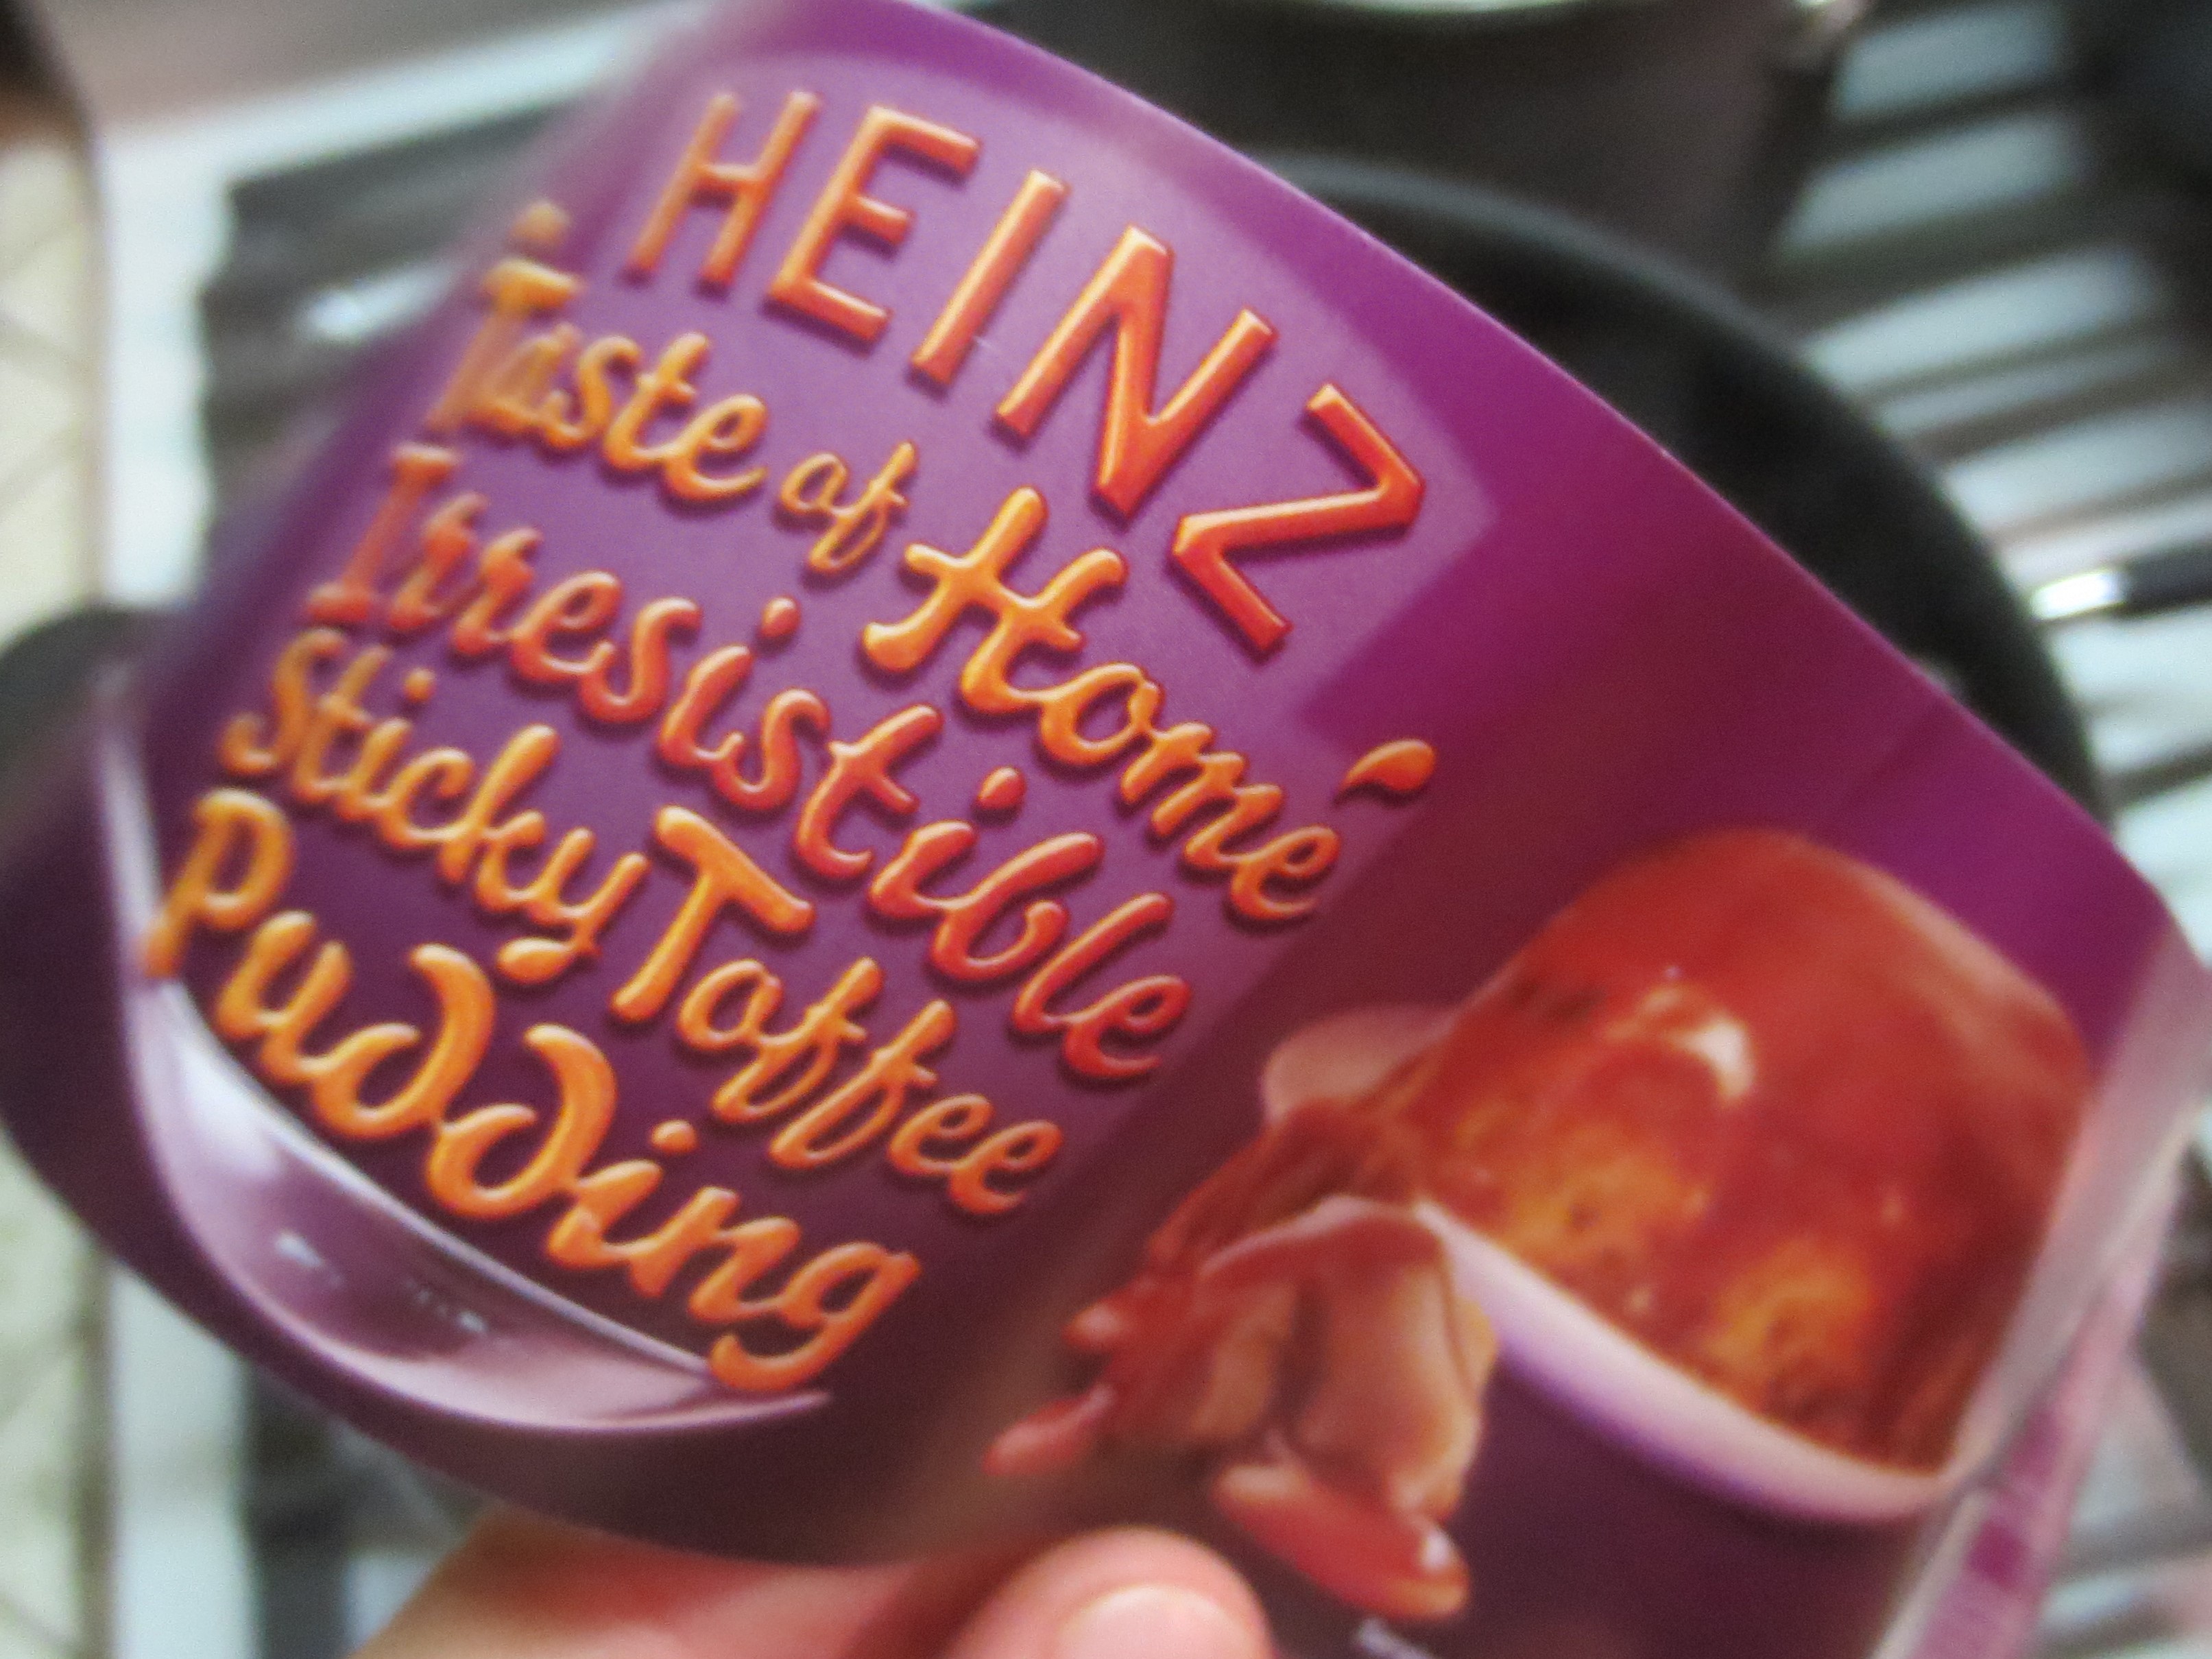 HEINZ
'Taste of Home'
Irresistible
Sticky Toffee
Pudding